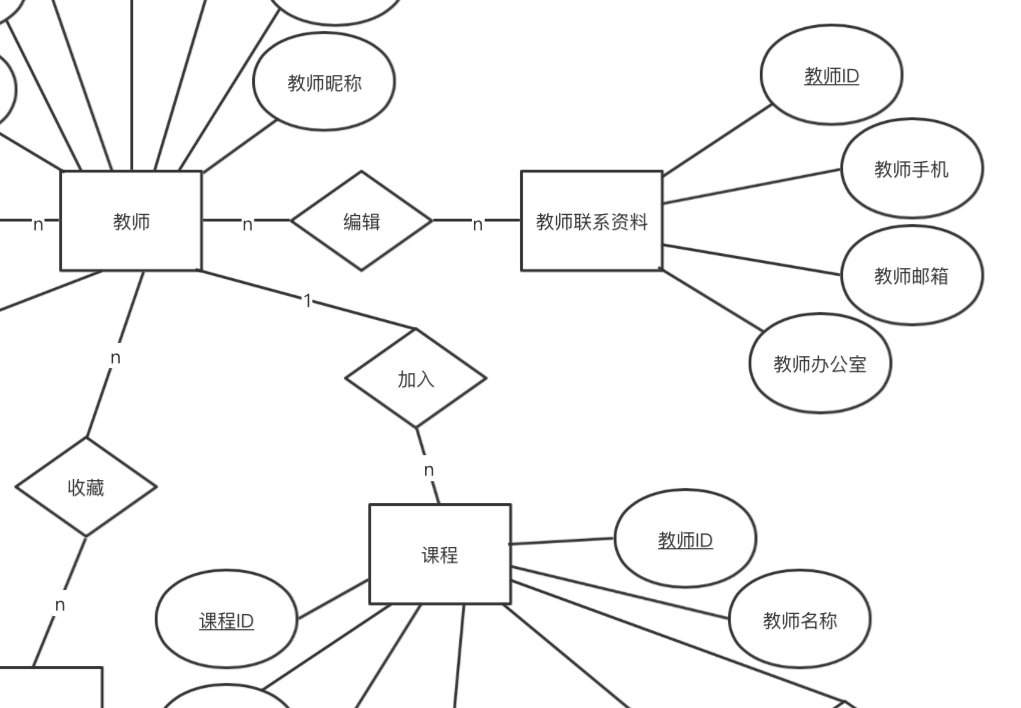 教师ID
教师昵称
教师手机
n
教师
n
编辑
n
教师联系资料
教师邮箱
1
n
教师办公室
加入
n
收藏
课程
教师ID
n
课程ID
教师名称